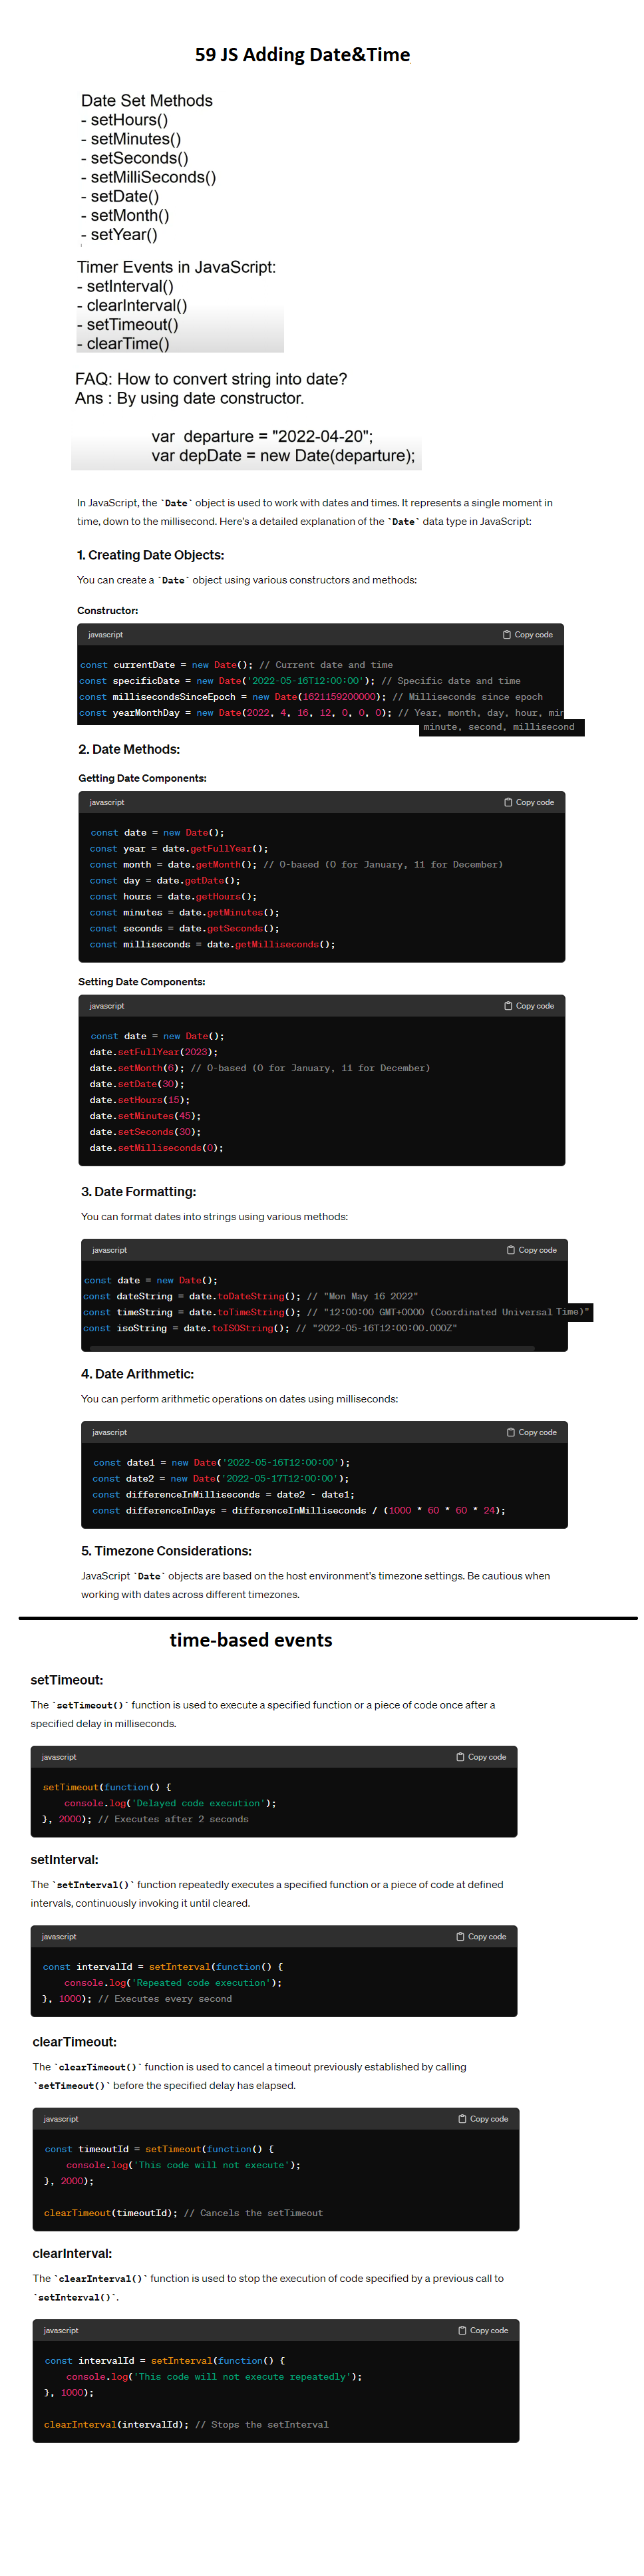 59 JS Adding Date&Time
Date Set Methods
- setHours()
- setMinutes()
- setSeconds()
- setMilliSeconds()
- setDate()
- setMonth()
- setYear()
Timer Events in JavaScript:
- setInterval()
- clearInterval()
- setTimeout()
- clearTime()
FAQ: How to convert string into date?
Ans : By using date constructor.
var departure = "2022-04-20";
var depDate = new Date(departure);
In JavaScript, the `Date` object is used to work with dates and times. It represents a single moment in
time, down to the millisecond. Here's a detailed explanation of the `Date` data type in JavaScript:
1. Creating Date Objects:
You can create a `Date` object using various constructors and methods:
Constructor:
javascript Copy code
const currentDate = new Date(); // Current date and time
const specificDate = new Date('2022-05-16T12:00:00'); // Specific date and time
const millisecondsSinceEpoch = new Date(1621159200000); // Milliseconds since epoch
const yearMonthDay = new Date(2022, 4, 16, 12, 0, 0, 0); // Year, month, day, hour, min
minute, second, millisecond
2. Date Methods:
Getting Date Components:
javascript Copy code
const date = new Date();
const year = date.getFullYear();
const month = date.getMonth(); // 0-based (0 for January, 11 for December)
const day = date.getDate();
const hours = date.getHours();
const minutes = date.getMinutes();
const seconds = date.getSeconds();
const milliseconds = date.getMilliseconds();
Setting Date Components:
javascript Copy code
const date = new Date();
date.setFullYear(2023);
date.setMonth(6); // 0-based (0 for January, 11 for December)
date.setDate(30);
date.setHours(15);
date.setMinutes(45);
date.setSeconds(30);
date.setMilliseconds(0);
3. Date Formatting:
You can format dates into strings using various methods:
javascript Copy code
const date = new Date();
const dateString = date.toDateString(); // "Mon May 16 2022"
const timeString = date.toTimeString(); // "12:00:00 GMT+0000 (Coordinated Universal Time)"
const isoString = date.toISOString(); // "2022-05-16T12:00:00.000Z"
4. Date Arithmetic:
You can perform arithmetic operations on dates using milliseconds:
javascript Copy code
const date1 = new Date('2022-05-16T12:00:00');
const date2 = new Date('2022-05-17T12:00:00');
const differenceInMilliseconds = date2 - date1;
const differenceInDays = differenceInMilliseconds / (1000 * 60 * 60 * 24);
5. Timezone Considerations:
JavaScript `Date` objects are based on the host environment's timezone settings. Be cautious when
working with dates across different timezones.
time-based events
setTimeout:
The `setTimeout()` function is used to execute a specified function or a piece of code once after a
specified delay in milliseconds.
javascript Copy code
setTimeout(function() {
console.log('Delayed code execution');
}, 2000); // Executes after 2 seconds
setInterval:
The `setInterval()` function repeatedly executes a specified function or a piece of code at defined
intervals, continuously invoking it until cleared.
javascript Copy code
const intervalId = setInterval(function() {
console.log('Repeated code execution');
}, 1000); // Executes every second
clearTimeout:
The `clearTimeout()` function is used to cancel a timeout previously established by calling
`setTimeout()` before the specified delay has elapsed.
javascript Copy code
const timeoutId = setTimeout(function() {
console.log('This code will not execute');
}, 2000);
clearTimeout(timeoutId); // Cancels the setTimeout
clearInterval:
The `clearInterval()` function is used to stop the execution of code specified by a previous call to
`setInterval()`.
javascript Copy code
const intervalId = setInterval(function() {
console.log('This code will not execute repeatedly');
}, 1000);
clearInterval(intervalId); // Stops the setInterval